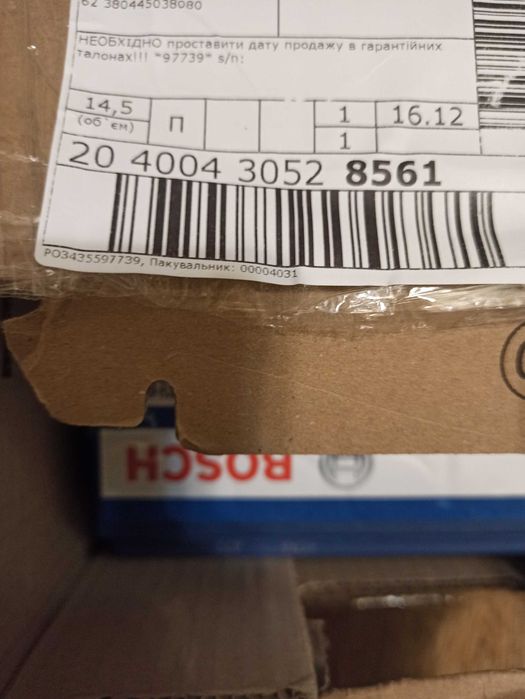 62 380445038080
НЕОБХІДНО проставити дату продажу в гарантійних
талонах!!! "97739" s/n:
14,5
(об`єм)
П
1
1
16.12
20 4004 3052 8561
PO3435597739, Пакувальник: 00004031
BOSCH